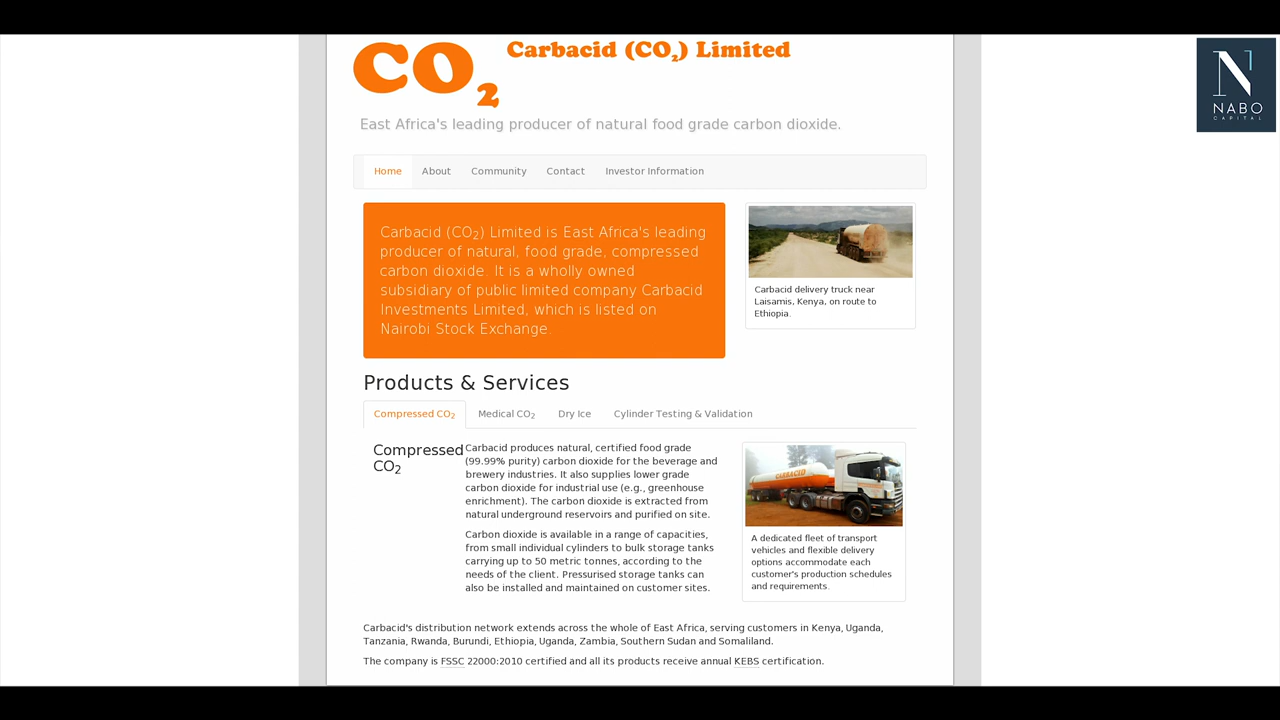 CO2
Carbacid (CO2) Limited
NABO
CAPITAL
East Africa's leading producer of natural food grade carbon dioxide.
Home About Community Contact Investor Information
Carbacid (CO2) Limited is East Africa's leading
producer of natural, food grade, compressed
carbon dioxide. It is a wholly owned
subsidiary of public limited company Carbacid
Investments Limited, which is listed on
Nairobi Stock Exchange.
Carbacid delivery truck near
Laisamis, Kenya, on route to
Ethiopia.
Products & Services
Compressed CO2 Medical CO2 Dry Ice Cylinder Testing & Validation
Compressed
CO2
Carbacid produces natural, certified food grade
(99.99% purity) carbon dioxide for the beverage and
brewery industries. It also supplies lower grade
carbon dioxide for industrial use (e.g., greenhouse
enrichment). The carbon dioxide is extracted from
natural underground reservoirs and purified on site.
Carbon dioxide is available in a range of capacities,
from small individual cylinders to bulk storage tanks
carrying up to 50 metric tonnes, according to the
needs of the client. Pressurised storage tanks can
also be installed and maintained on customer sites.
CARBACID
A dedicated fleet of transport
vehicles and flexible delivery
options accommodate each
customer's production schedules
and requirements.
Carbacid's distribution network extends across the whole of East Africa, serving customers in Kenya, Uganda,
Tanzania, Rwanda, Burundi, Ethiopia, Uganda, Zambia, Southern Sudan and Somaliland.
The company is FSSC 22000:2010 certified and all its products receive annual KEBS certification.